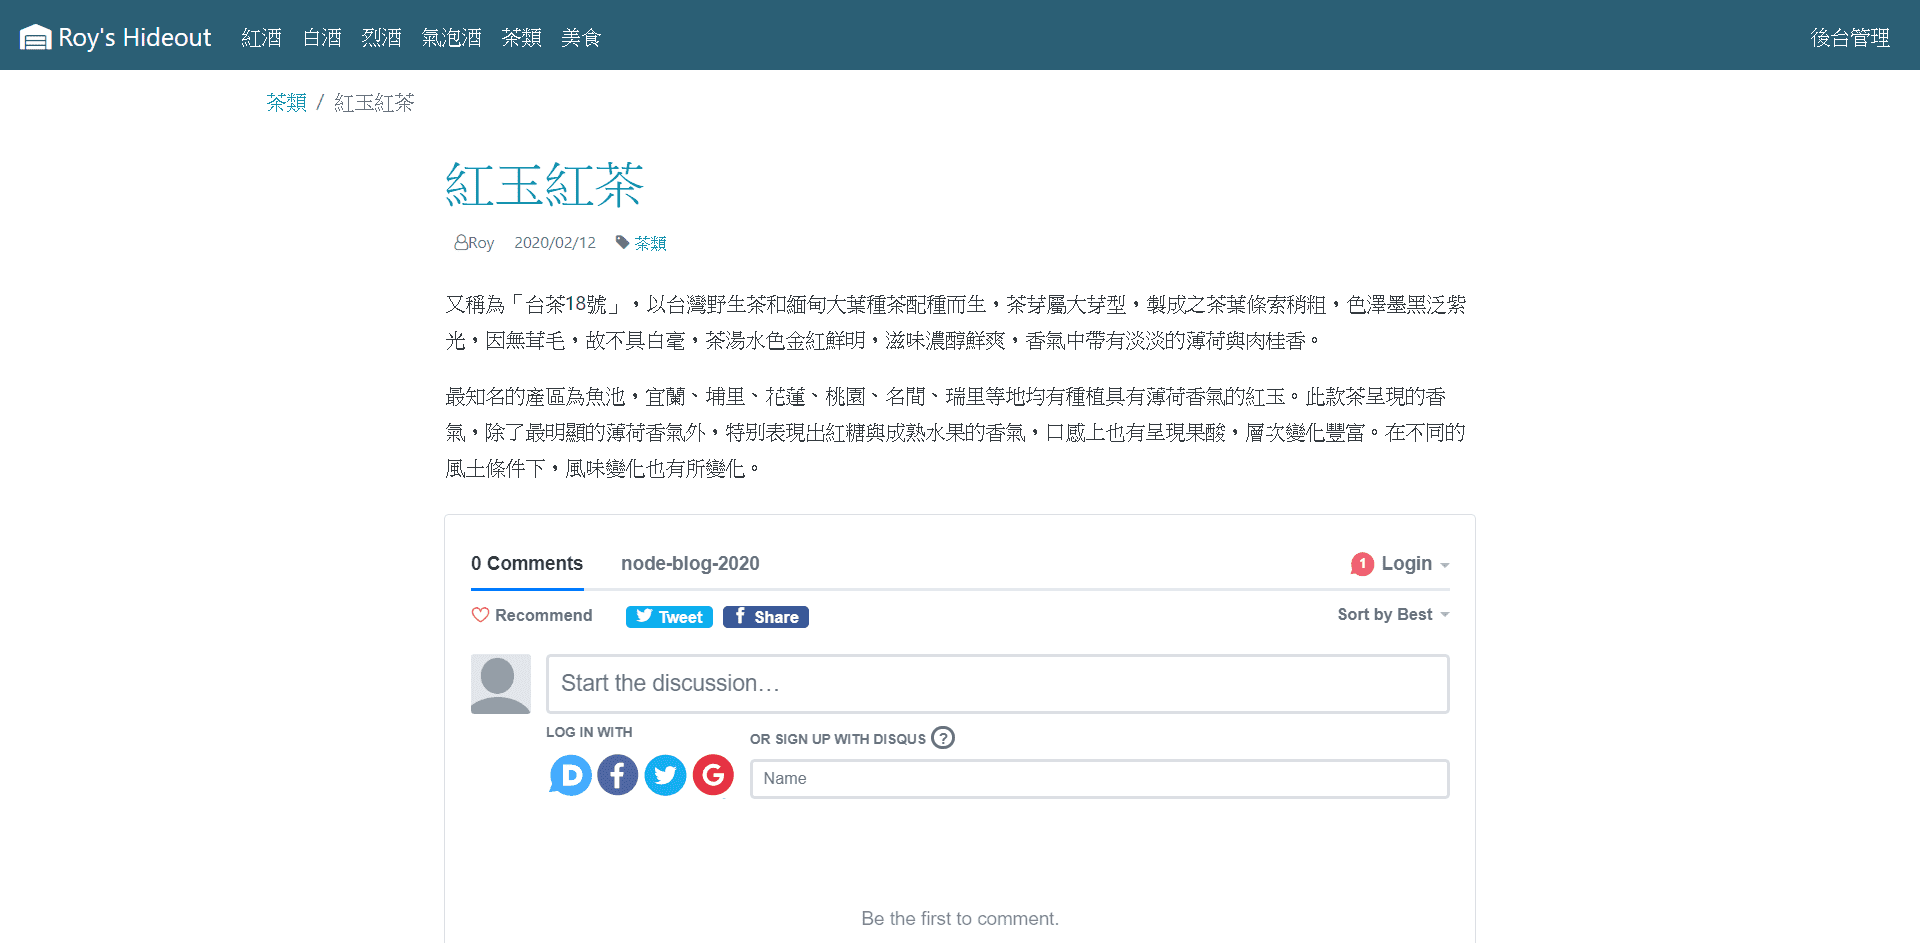 Roy's Hideout 紅酒 白酒 烈酒 氣泡酒 茶類 美食 後台管理
茶類 / 紅玉紅茶
紅玉紅茶
Roy 2020/02/12 茶類
又稱為「台茶18號」，以台灣野生茶和緬甸大葉種茶配種而生，茶芽屬大芽型，製成之茶葉條索稍粗，色澤墨黑泛紫
光，因無茸毛，故不具白毫，茶湯水色金紅鮮明，滋味濃醇鮮爽，香氣中帶有淡淡的薄荷與肉桂香。
最知名的產區為魚池，宜蘭、埔里、花蓮、桃園、名間、瑞里等地均有種植具有薄荷香氣的紅玉。此款茶呈現的香
氣，除了最明顯的薄荷香氣外，特別表現出紅糖與成熟水果的香氣，口感上也有呈現果酸，層次變化豐富。在不同的
風土條件下，風味變化也有所變化。
0 Comments node-blog-2020 1 Login
Recommend Tweet Share Sort by Best
Start the discussion…
LOG IN WITH
OR SIGN UP WITH DISQUS ?
Name
Be the first to comment.